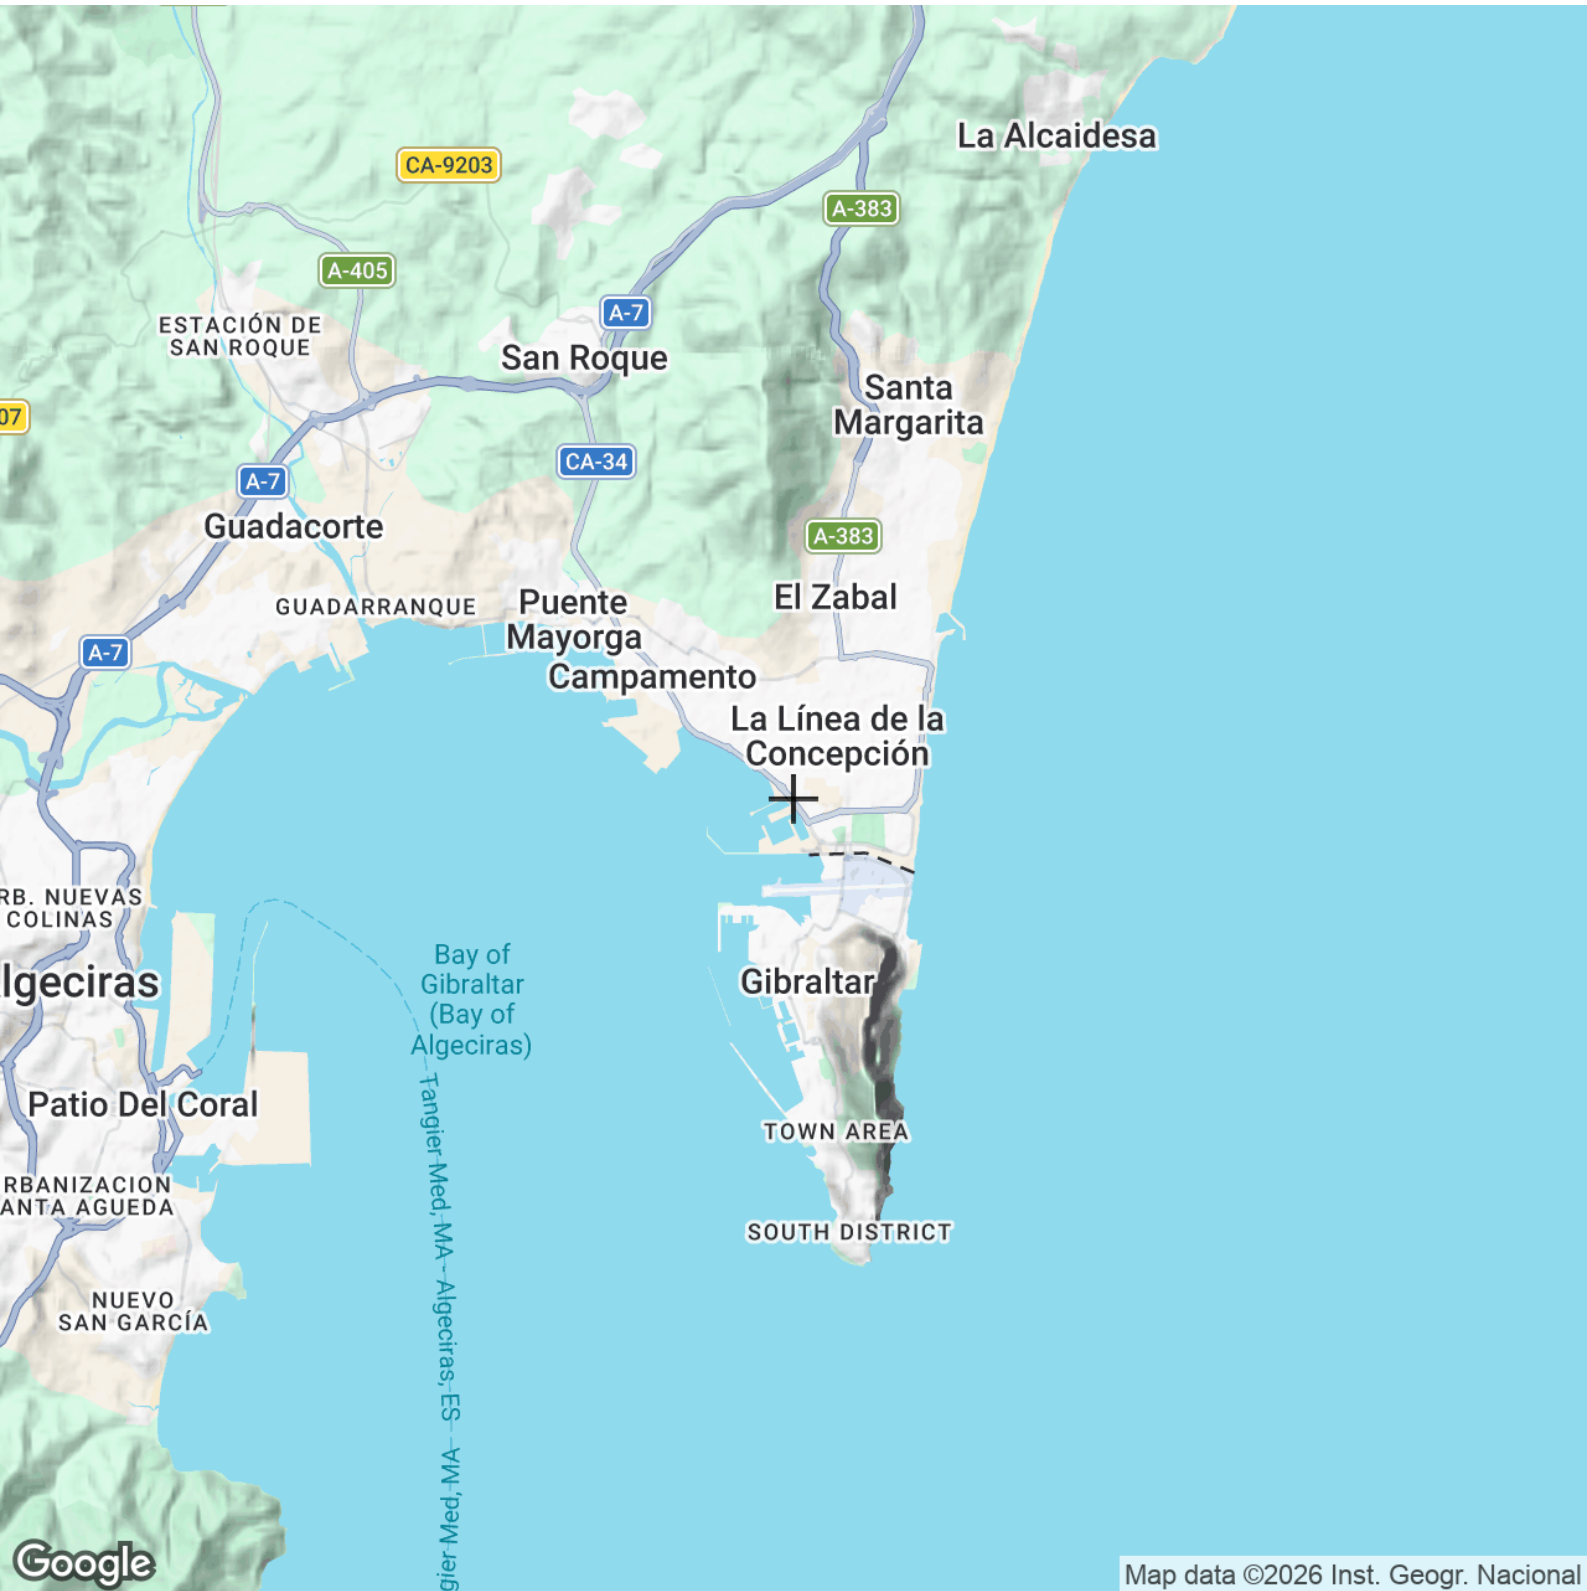 La Alcaidesa
CA-9203
A-383
A-405
A-7
ESTACIÓN DE
SAN ROQUE
San Roque
Santa
Margarita
07
CA-34
A-7
Guadacorte
A-383
El Zabal
GUADARRANQUE
Puente
Mayorga
A-7
Campamento
La Línea de la
Concepción
RB. NUEVAS
COLINAS
lgeciras
Bay of
Gibraltar
(Bay of
Algeciras)
Gibraltar
Patio Del Coral
TOWN AREA
RBANIZACION
ANTA AGUEDA
SOUTH DISTRICT
NUEVO
SAN GARCÍA
Tangier Med, MA - Algeciras, ES
gier Med, MA
Google
Map data ©2026 Inst. Geogr. Nacional